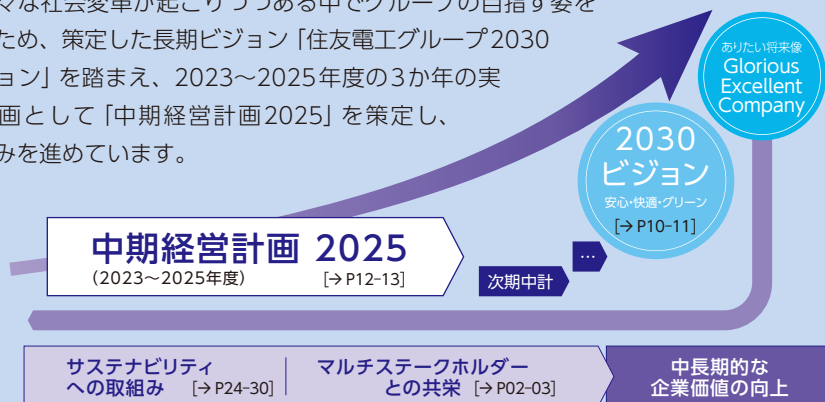 々な社会変革が起こりつつある中でグループの目指す姿を
ため、策定した長期ビジョン「住友電工グループ2030
ョン」を踏まえ、2023～2025年度の3か年の実
画として「中期経営計画2025」を策定し、
みを進めています。
ありたい将来像
Glorious
Excellent
Company
2030
ビジョン
安心・快適・グリーン
[→P10-11]
中期経営計画 2025
（2023～2025年度） [→P12-13]
次期中計
…
サステナビリティ
への取組み [→P24-30]
マルチステークホルダー
との共栄 [→P02-03]
中長期的な
企業価値の向上